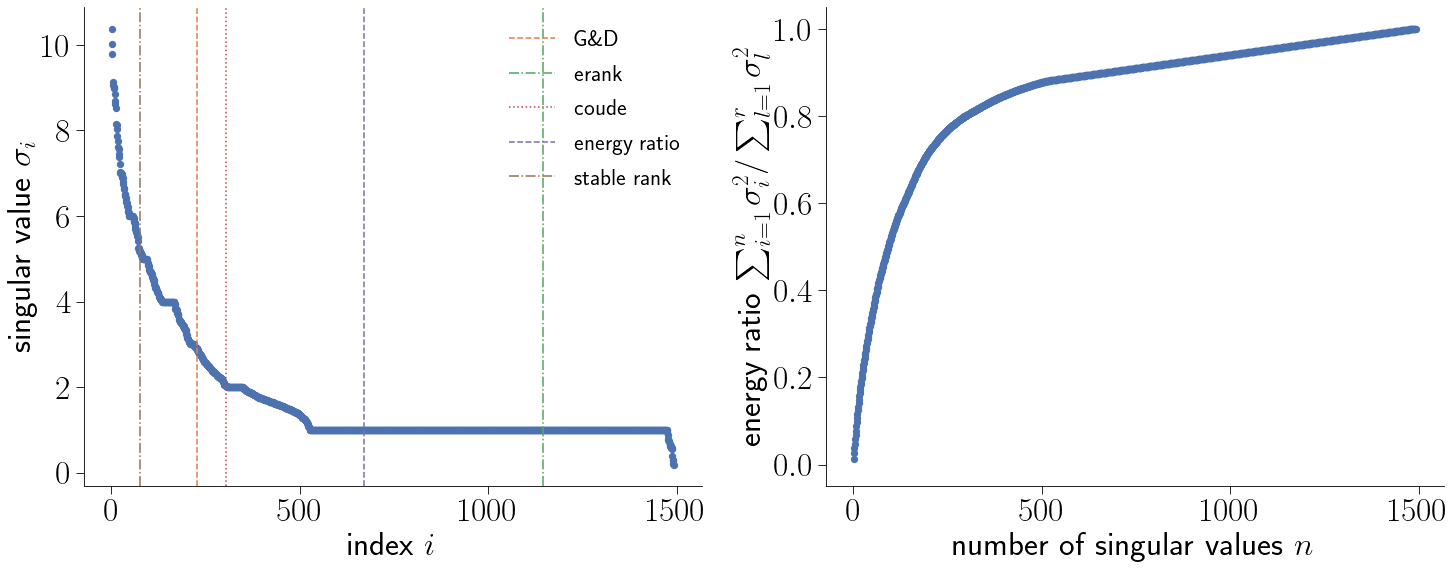 10
8
6
4
2
0
singular value σ_i
G&D
erank
coude
energy ratio
stable rank
0 500 1000 1500
index i
1.0
0.8
0.6
0.4
0.2
0.0
energy ratio ∑_{i=1}^{n} σ_i^2 / ∑_{l=1}^{r} σ_l^2
0 500 1000 1500
number of singular values n